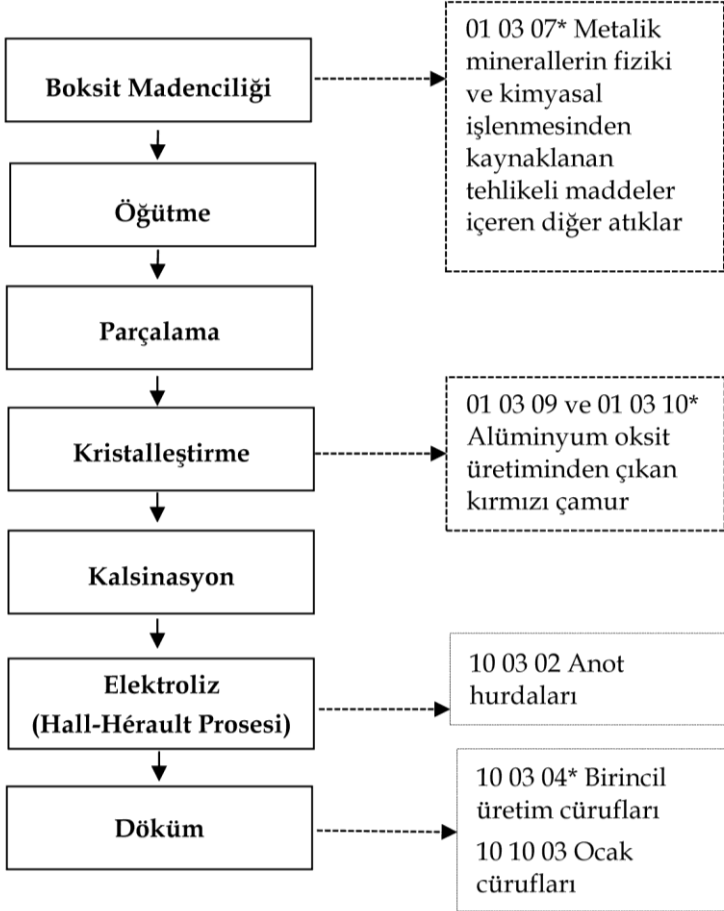 Boksit Madenciliği
01 03 07* Metalik
minerallerin fiziki
ve kimyasal
işlenmesinden
kaynaklanan
tehlikeli maddeler
içeren diğer atıklar
Öğütme
Parçalama
Kristalleştirme
01 03 09 ve 01 03 10*
Alüminyum oksit
üretiminden çıkan
kırmızı çamur
Kalsinasyon
Elektroliz
(Hall-Hérault Prosesi)
10 03 02 Anot
hurdaları
Döküm
10 03 04* Birincil
üretim cürufları
10 10 03 Ocak
cürufları